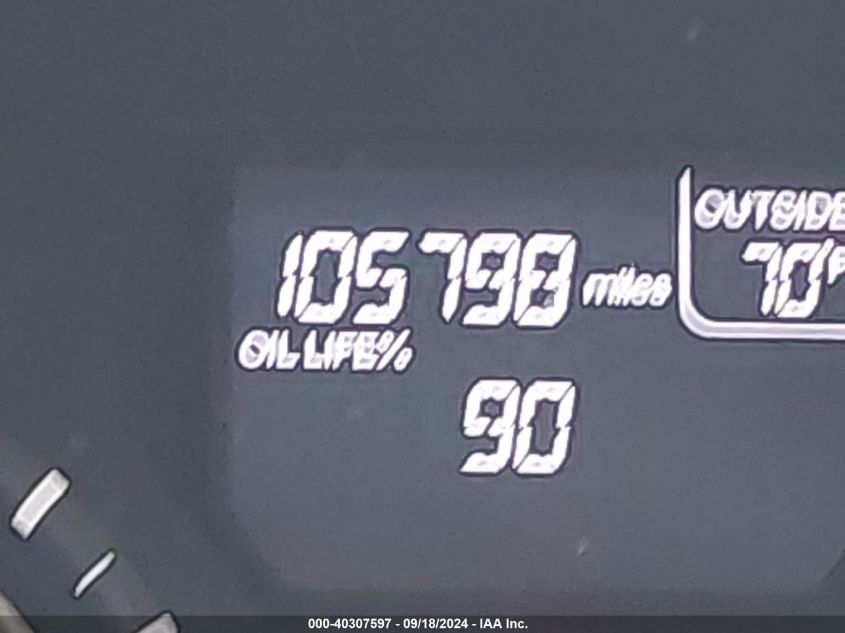 OUTSIDE
105798 miles
70°F
OIL LIFE%
90
000-40307597 - 09/18/2024 - IAA Inc.